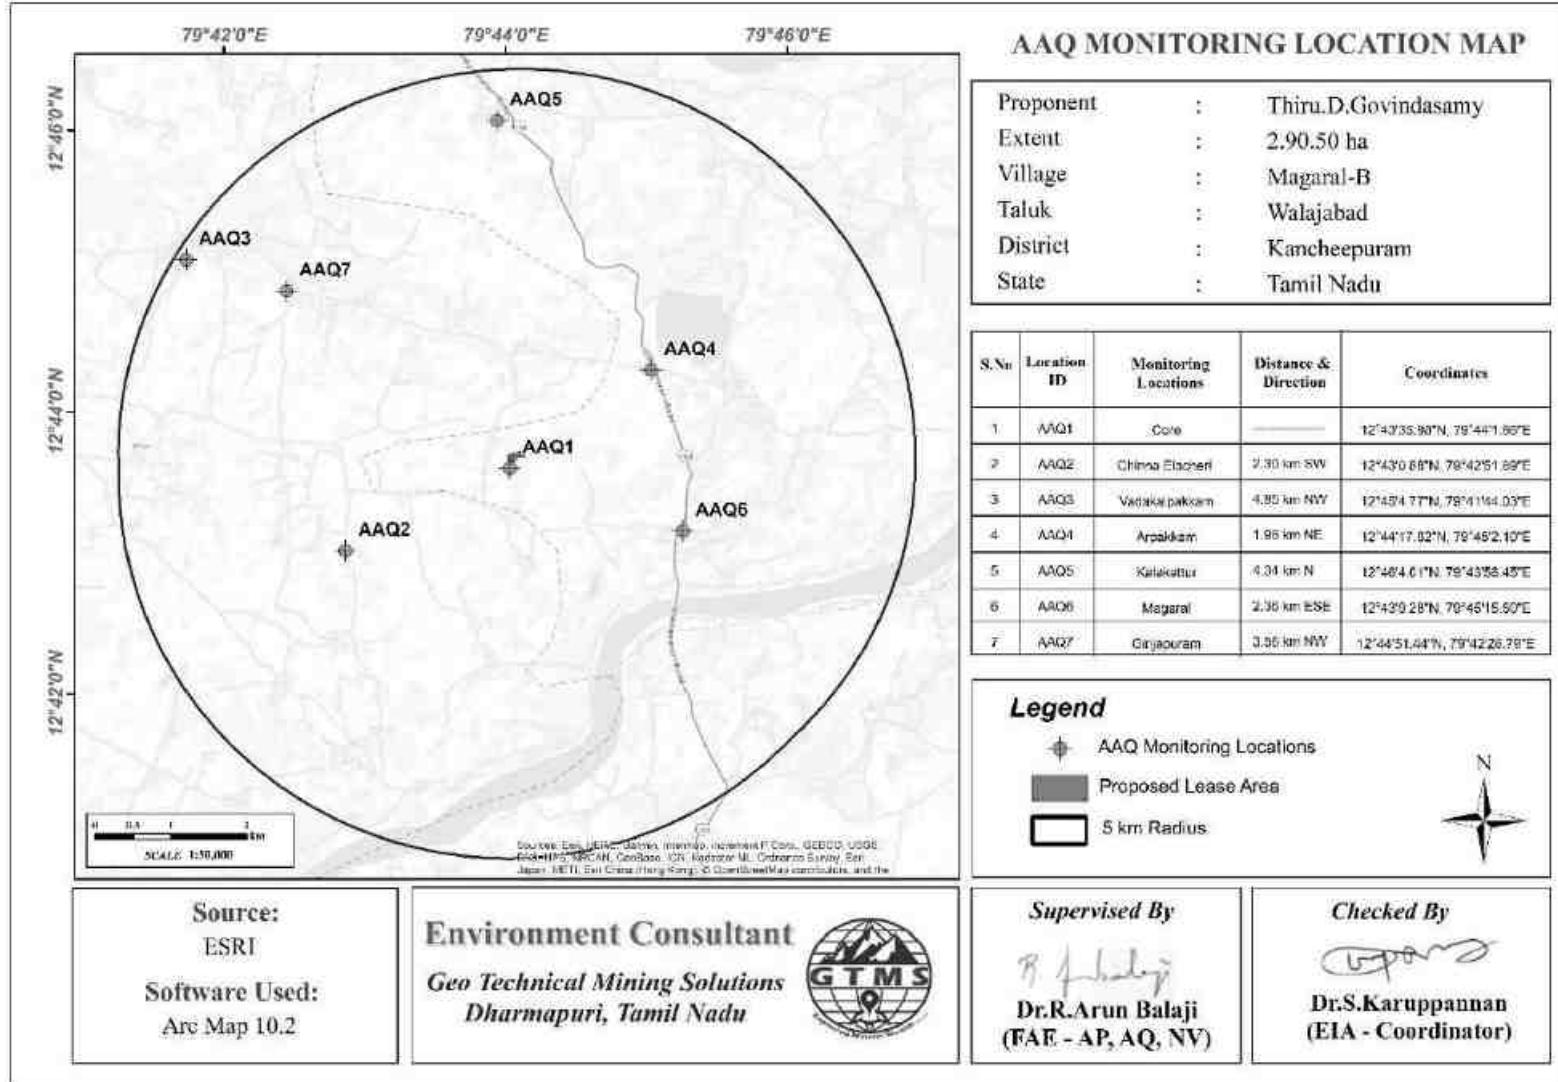 79°42'0"E
79°44'0"E
79°46'0"E
12°46'0"N
12°44'0"N
12°42'0"N
AAQ5
AAQ3
AAQ7
AAQ4
AAQ1
AAQ6
AAQ2
0 0.5 1 2
km
SCALE 1:50,000
AAQ MONITORING LOCATION MAP
Proponent : Thiru.D.Govindasamy
Extent : 2.90.50 ha
Village : Magaral-B
Taluk : Walajabad
District : Kancheepuram
State : Tamil Nadu
S.No Location ID Monitoring Locations Distance & Direction Coordinates
1 AAQ1 Core 12°43'35.98"N, 79°44'1.86"E
2 AAQ2 Chinna Elacheri 2.30 km SW 12°43'0.88"N, 79°42'51.89"E
3 AAQ3 Vadakalpakkam 4.85 km NW 12°45'4.77"N, 79°41'44.03"E
4 AAQ4 Arpakkam 1.96 km NE 12°44'17.82"N, 79°45'2.10"E
5 AAQ5 Kalakattur 4.34 km N 12°46'4.61"N, 79°43'56.45"E
6 AAQ6 Magaral 2.36 km ESE 12°43'9.28"N, 79°45'15.50"E
7 AAQ7 Girijapuram 3.56 km NW 12°44'51.44"N, 79°42'26.79"E
Legend
AAQ Monitoring Locations
Proposed Lease Area
5 km Radius
N
Source:
ESRI
Software Used:
Arc Map 10.2
Environment Consultant
Geo Technical Mining Solutions
Dharmapuri, Tamil Nadu
GTMS
Supervised By
Dr.R.Arun Balaji
(FAE - AP, AQ, NV)
Checked By
Dr.S.Karuppannan
(EIA - Coordinator)